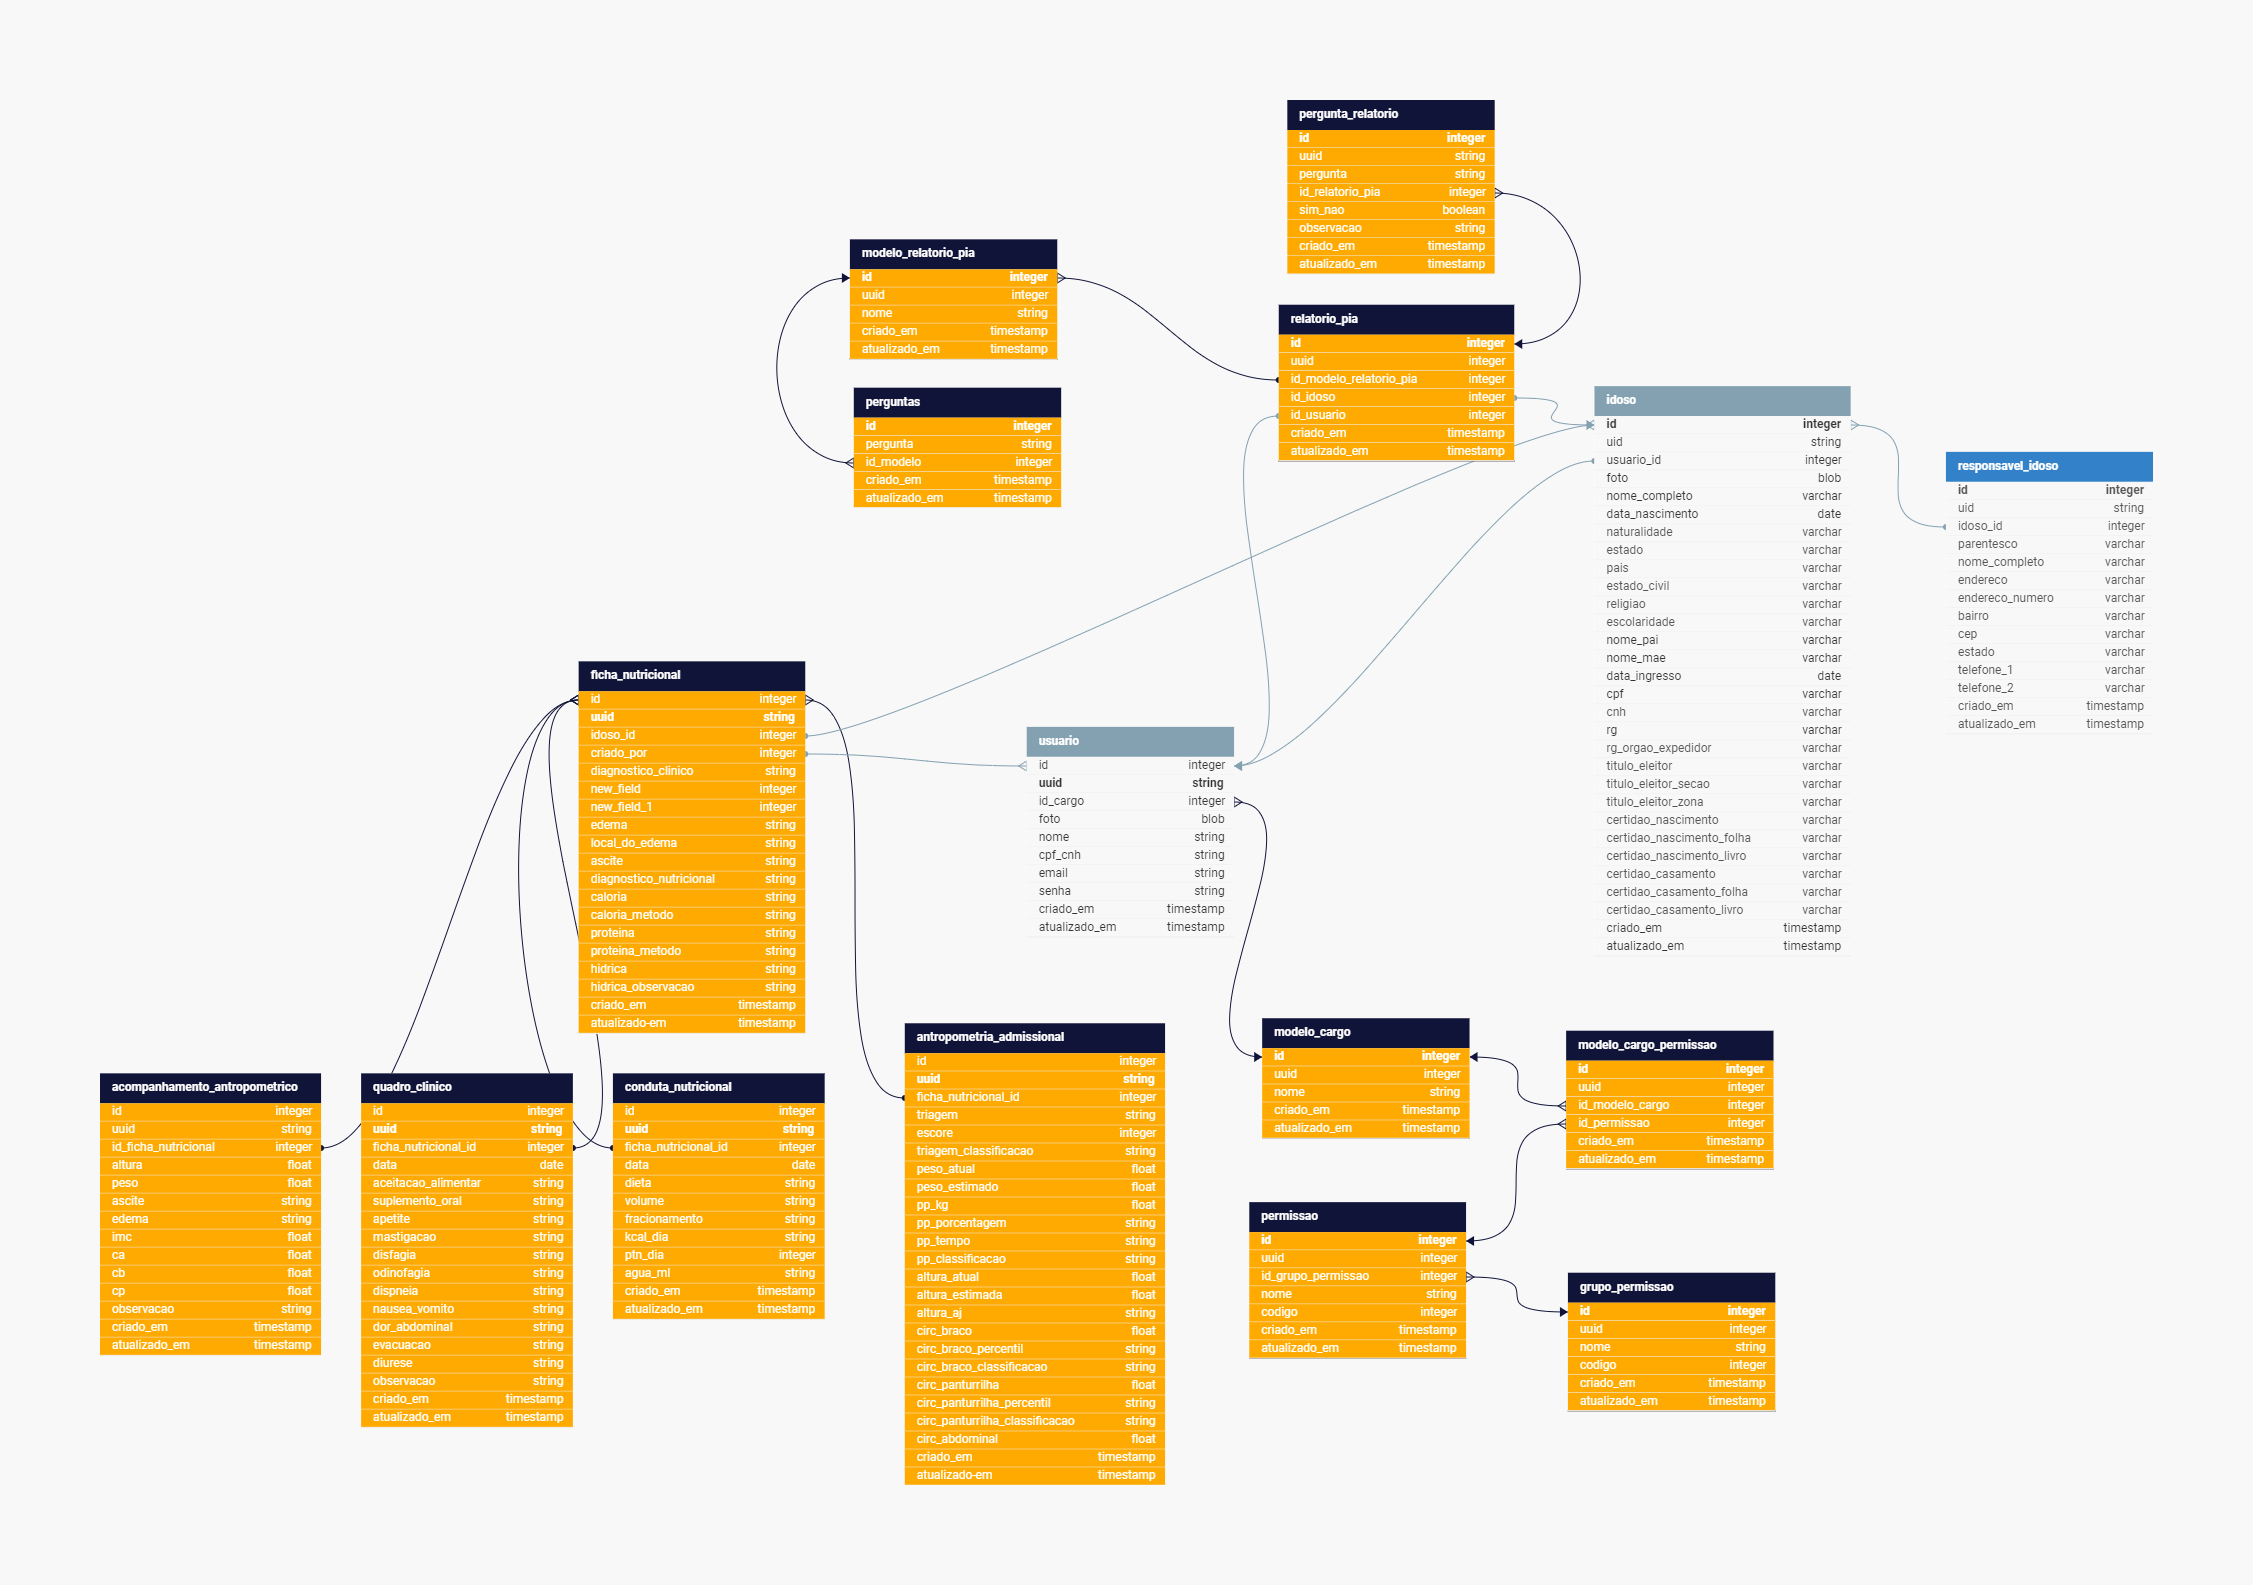 pergunta_relatorio
id integer
uuid string
pergunta string
id_relatorio_pia integer
sim_nao boolean
observacao string
criado_em timestamp
atualizado_em timestamp
modelo_relatorio_pia
id integer
uuid integer
nome string
criado_em timestamp
atualizado_em timestamp
relatorio_pia
id integer
uuid integer
id_modelo_relatorio_pia integer
id_idoso integer
id_usuario integer
criado_em timestamp
atualizado_em timestamp
perguntas
id integer
pergunta string
id_modelo integer
criado_em timestamp
atualizado_em timestamp
idoso
id integer
uid string
usuario_id integer
foto blob
nome_completo varchar
data_nascimento date
naturalidade varchar
estado varchar
pais varchar
estado_civil varchar
religiao varchar
escolaridade varchar
nome_pai varchar
nome_mae varchar
data_ingresso date
cpf varchar
cnh varchar
rg varchar
rg_orgao_expedidor varchar
titulo_eleitor varchar
titulo_eleitor_secao varchar
titulo_eleitor_zona varchar
certidao_nascimento varchar
certidao_nascimento_folha varchar
certidao_nascimento_livro varchar
certidao_casamento varchar
certidao_casamento_folha varchar
certidao_casamento_livro varchar
criado_em timestamp
atualizado_em timestamp
responsavel_idoso
id integer
uid string
idoso_id integer
parentesco varchar
nome_completo varchar
endereco varchar
endereco_numero varchar
bairro varchar
cep varchar
estado varchar
telefone_1 varchar
telefone_2 varchar
criado_em timestamp
atualizado_em timestamp
ficha_nutricional
id integer
uuid string
idoso_id integer
criado_por integer
diagnostico_clinico string
new_field integer
new_field_1 integer
edema string
local_do_edema string
ascite string
diagnostico_nutricional string
caloria string
caloria_metodo string
proteina string
proteina_metodo string
hidrica string
hidrica_observacao string
criado_em timestamp
atualizado-em timestamp
usuario
id integer
uuid string
id_cargo integer
foto blob
nome string
cpf_cnh string
email string
senha string
criado_em timestamp
atualizado_em timestamp
acompanhamento_antropometrico
id integer
uuid string
id_ficha_nutricional integer
altura float
peso float
ascite string
edema string
imc float
ca float
cb float
cp float
observacao string
criado_em timestamp
atualizado_em timestamp
quadro_clinico
id integer
uuid string
ficha_nutricional_id integer
data date
aceitacao_alimentar string
suplemento_oral string
apetite string
mastigacao string
disfagia string
odinofagia string
dispneia string
nausea_vomito string
dor_abdominal string
evacuacao string
diurese string
observacao string
criado_em timestamp
atualizado_em timestamp
conduta_nutricional
id integer
uuid string
ficha_nutricional_id integer
data date
dieta string
volume string
fracionamento string
kcal_dia string
ptn_dia integer
agua_ml string
criado_em timestamp
atualizado_em timestamp
antropometria_admissional
id integer
uuid string
ficha_nutricional_id integer
triagem string
escore integer
triagem_classificacao string
peso_atual float
peso_estimado float
pp_kg float
pp_porcentagem string
pp_tempo string
pp_classificacao string
altura_atual float
altura_estimada float
altura_aj string
circ_braco float
circ_braco_percentil string
circ_braco_classificacao string
circ_panturrilha float
circ_panturrilha_percentil string
circ_panturrilha_classificacao string
circ_abdominal float
criado_em timestamp
atualizado-em timestamp
modelo_cargo
id integer
uuid integer
nome string
criado_em timestamp
atualizado_em timestamp
modelo_cargo_permissao
id integer
uuid integer
id_modelo_cargo integer
id_permissao integer
criado_em timestamp
atualizado_em timestamp
permissao
id integer
uuid integer
id_grupo_permissao integer
nome string
codigo integer
criado_em timestamp
atualizado_em timestamp
grupo_permissao
id integer
uuid integer
nome string
codigo integer
criado_em timestamp
atualizado_em timestamp